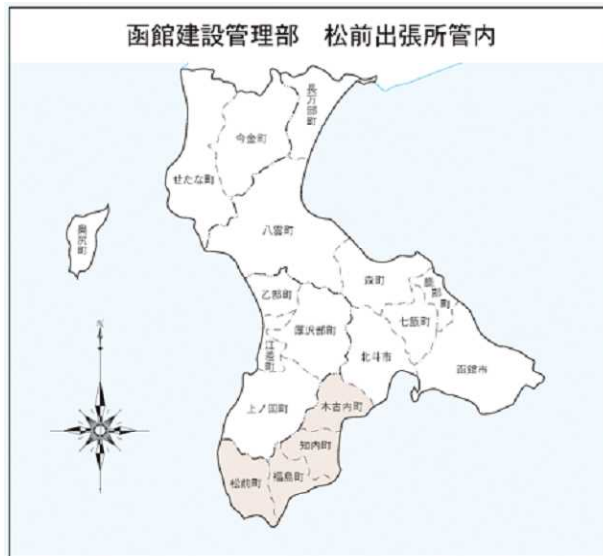 函館建設管理部　松前出張所管内
長万部町
今金町
せたな町
八雲町
奥尻町
森町
鹿部町
乙部町
七飯町
厚沢部町
江差町
北斗市
函館市
上ノ国町
木古内町
知内町
松前町
福島町
N